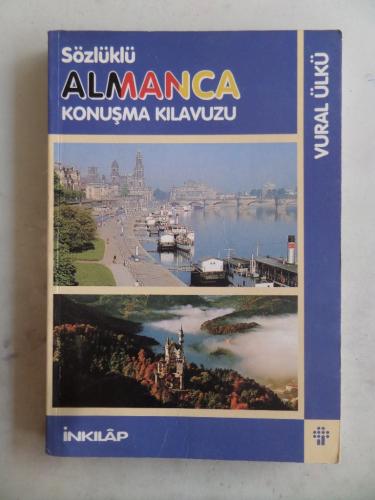 Sözlüklü
ALMANCA
KONUŞMA KILAVUZU
VURAL ÜLKÜ
İNKILÂP